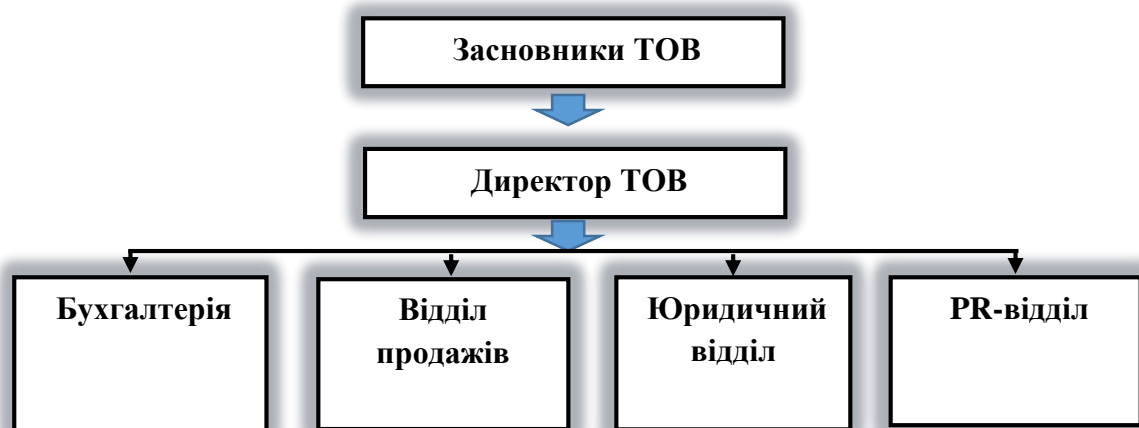 Засновники ТОВ
Директор ТОВ
Бухгалтерія
Відділ
продажів
Юридичний
відділ
PR-відділ